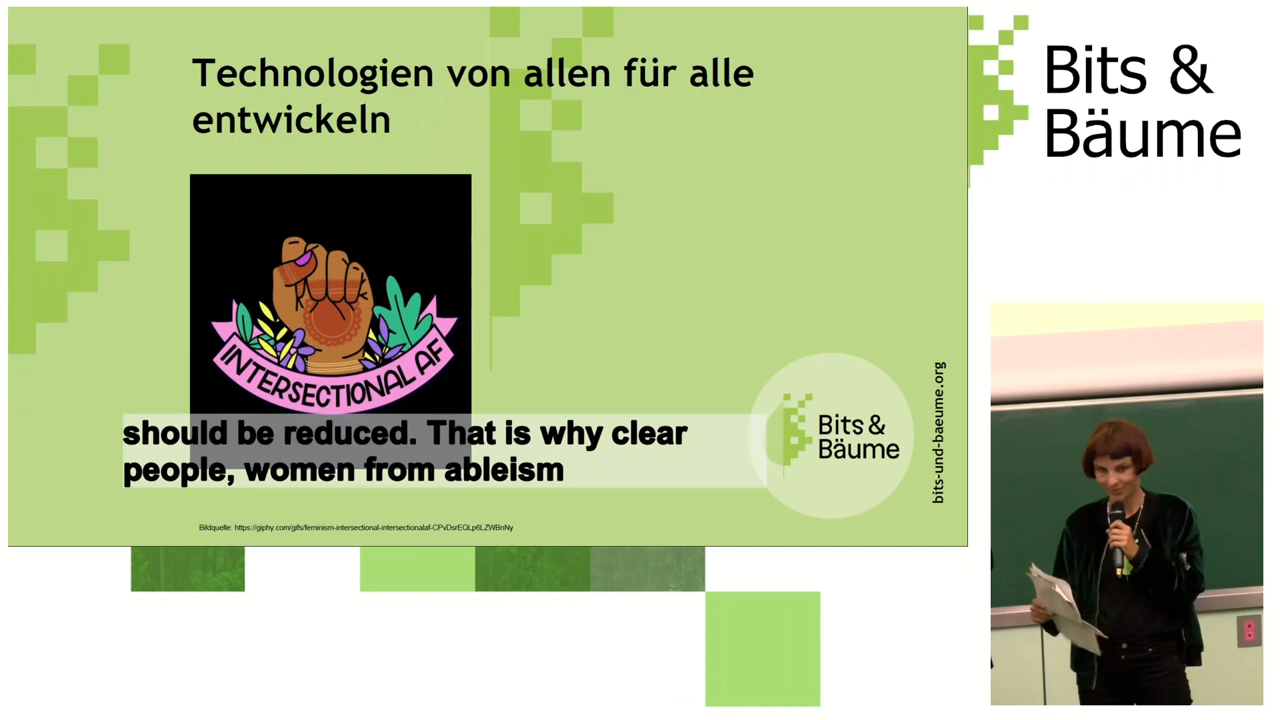 Technologien von allen für alle
entwickeln
INTERSECTIONAL AF
should be reduced. That is why clear
people, women from ableism
Bits &
Bäume
bits-und-baeume.org
Bildquelle: https://giphy.com/gifs/feminism-intersectional-intersectionalaf-CPvDsrEQLp6LZWBnNy
Bits &
Bäume